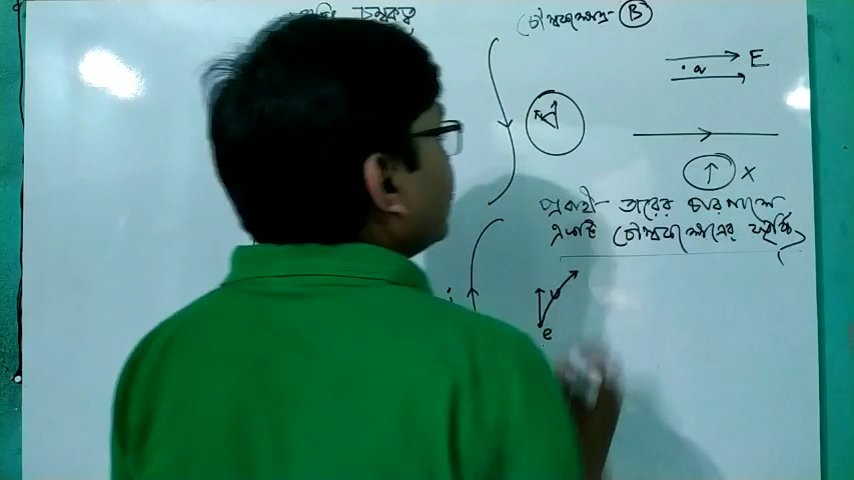 চুম্বকত্ব
চৌম্বকক্ষেত্র- B
E
a
X
প্রবাহী তারের চারপাশে
একটি চৌম্বকক্ষেত্রের
i
e